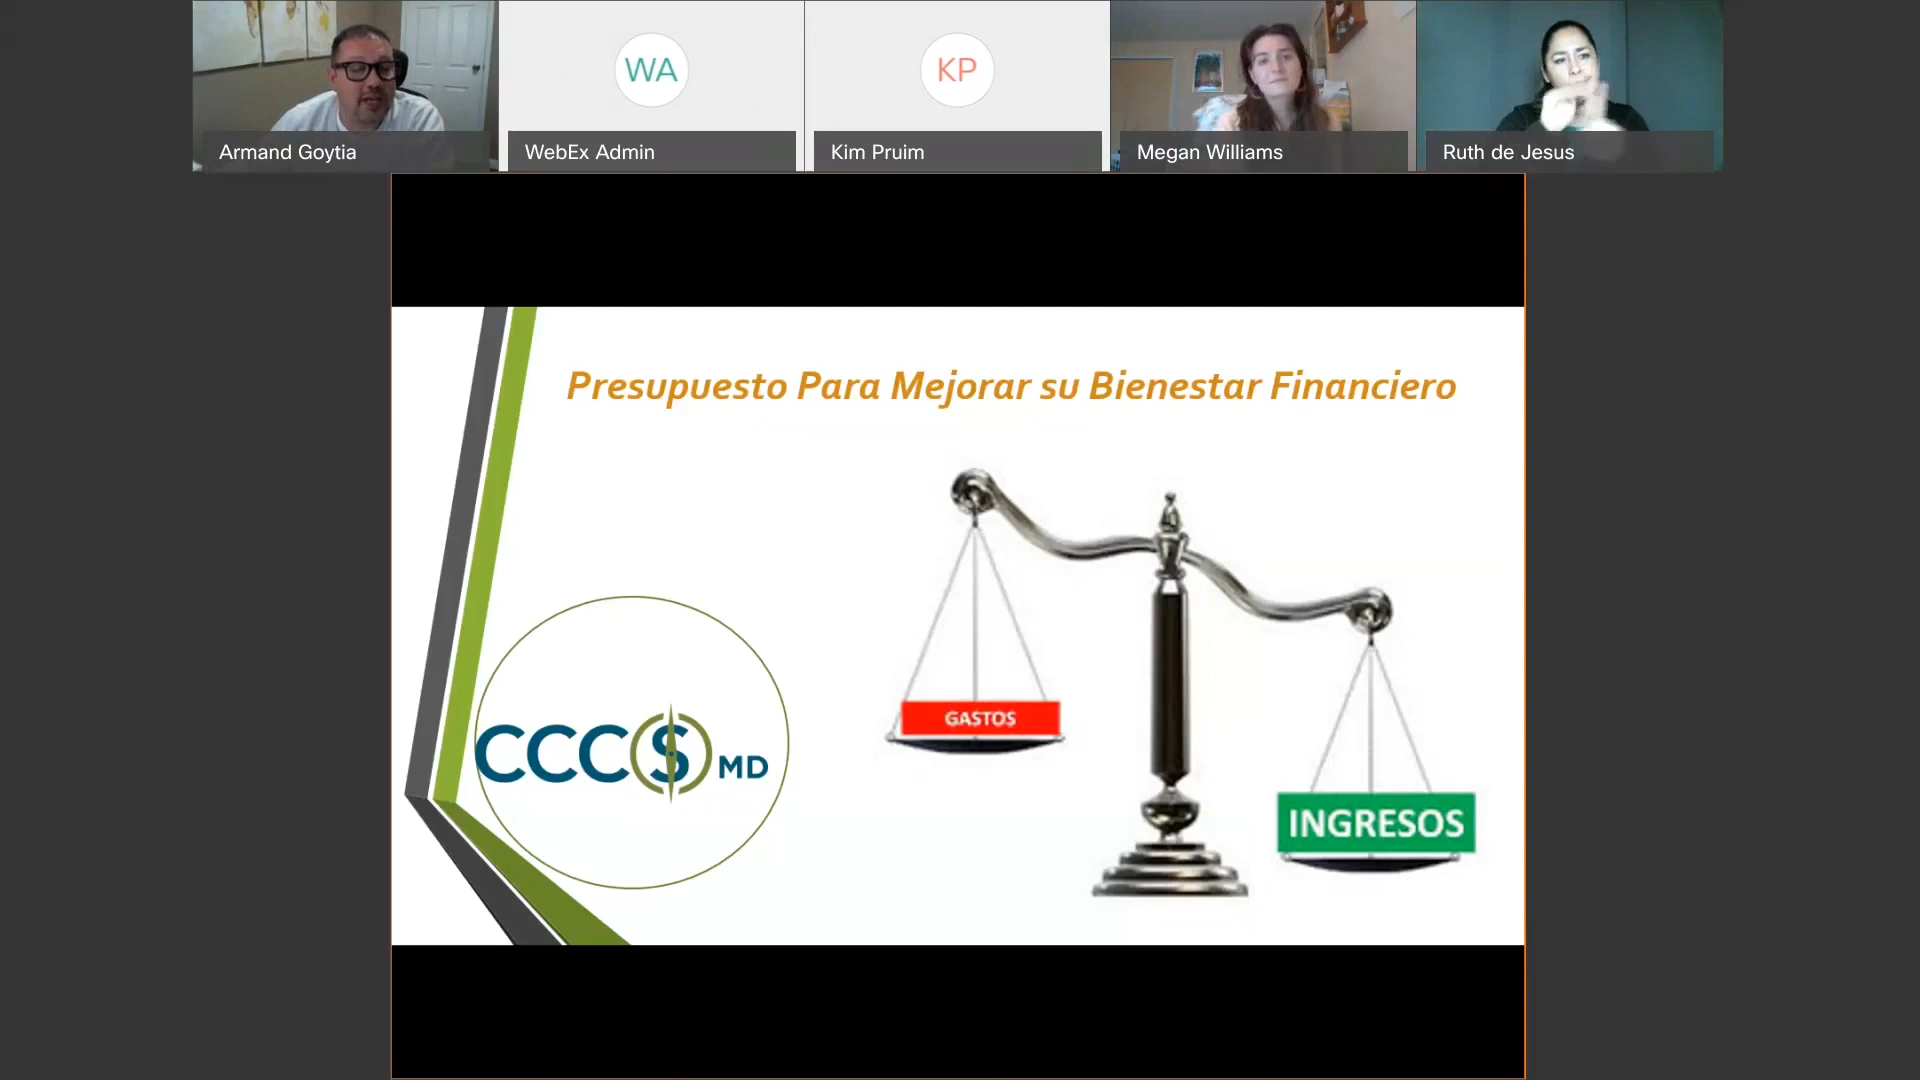 WA
KP
Armand Goytia
WebEx Admin
Kim Pruim
Megan Williams
Ruth de Jesus
Presupuesto Para Mejorar su Bienestar Financiero
GASTOS
CCCS MD
INGRESOS